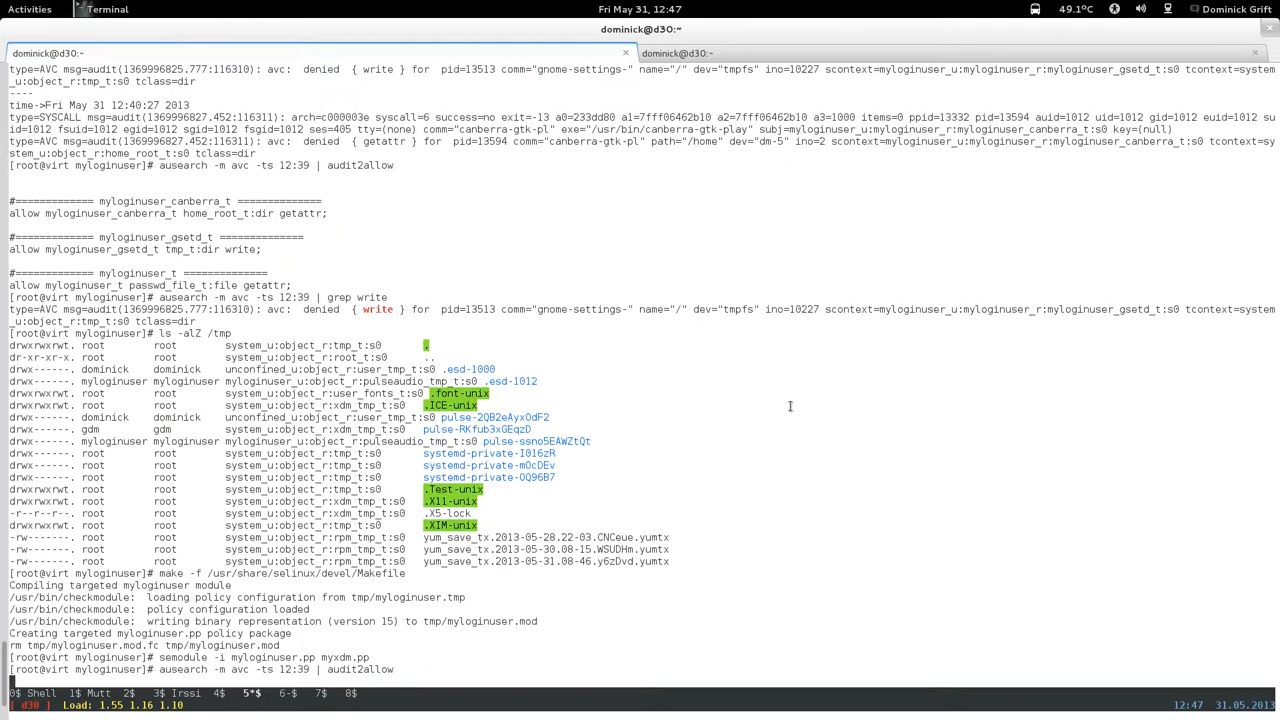 Activities Terminal Fri May 31, 12:47 49.1°C Dominick Grift
dominick@d30:~
dominick@d30:~ × dominick@d30:~ ×
type=AVC msg=audit(1369996825.777:116310): avc:  denied  { write } for  pid=13513 comm="gnome-settings-" name="/" dev="tmpfs" ino=10227 scontext=myloginuser_u:myloginuser_r:myloginuser_gsetd_t:s0 tcontext=system
_u:object_r:tmp_t:s0 tclass=dir
----
time->Fri May 31 12:40:27 2013
type=SYSCALL msg=audit(1369996827.452:116311): arch=c000003e syscall=6 success=no exit=-13 a0=233dd80 a1=7fff06462b10 a2=7fff06462b10 a3=1000 items=0 ppid=13332 pid=13594 auid=1012 uid=1012 gid=1012 euid=1012 su
id=1012 fsuid=1012 egid=1012 sgid=1012 fsgid=1012 ses=405 tty=(none) comm="canberra-gtk-pl" exe="/usr/bin/canberra-gtk-play" subj=myloginuser_u:myloginuser_r:myloginuser_canberra_t:s0 key=(null)
type=AVC msg=audit(1369996827.452:116311): avc:  denied  { getattr } for  pid=13594 comm="canberra-gtk-pl" path="/home" dev="dm-5" ino=2 scontext=myloginuser_u:myloginuser_r:myloginuser_canberra_t:s0 tcontext=sy
stem_u:object_r:home_root_t:s0 tclass=dir
[root@virt myloginuser]# ausearch -m avc -ts 12:39 | audit2allow
#============= myloginuser_canberra_t ==============
allow myloginuser_canberra_t home_root_t:dir getattr;
#============= myloginuser_gsetd_t ==============
allow myloginuser_gsetd_t tmp_t:dir write;
#============= myloginuser_t ==============
allow myloginuser_t passwd_file_t:file getattr;
[root@virt myloginuser]# ausearch -m avc -ts 12:39 | grep write
type=AVC msg=audit(1369996825.777:116310): avc:  denied  { write } for  pid=13513 comm="gnome-settings-" name="/" dev="tmpfs" ino=10227 scontext=myloginuser_u:myloginuser_r:myloginuser_gsetd_t:s0 tcontext=system
_u:object_r:tmp_t:s0 tclass=dir
[root@virt myloginuser]# ls -alZ /tmp
drwxrwxrwt. root root system_u:object_r:tmp_t:s0 .
dr-xr-xr-x. root root system_u:object_r:root_t:s0 ..
drwx------. dominick dominick unconfined_u:object_r:user_tmp_t:s0 .esd-1000
drwx------. myloginuser myloginuser myloginuser_u:object_r:pulseaudio_tmp_t:s0 .esd-1012
drwxrwxrwt. root root system_u:object_r:user_fonts_t:s0 .font-unix
drwxrwxrwt. root root system_u:object_r:xdm_tmp_t:s0 .ICE-unix
drwx------. dominick dominick unconfined_u:object_r:user_tmp_t:s0 pulse-2QB2eAyxOdF2
drwx------. gdm gdm system_u:object_r:xdm_tmp_t:s0 pulse-RKfub3xGEqzD
drwx------. myloginuser myloginuser myloginuser_u:object_r:pulseaudio_tmp_t:s0 pulse-ssno5EAWZtQt
drwx------. root root system_u:object_r:tmp_t:s0 systemd-private-I016zR
drwx------. root root system_u:object_r:tmp_t:s0 systemd-private-mOcDEv
drwx------. root root system_u:object_r:tmp_t:s0 systemd-private-OQ96B7
drwxrwxrwt. root root system_u:object_r:tmp_t:s0 .Test-unix
drwxrwxrwt. root root system_u:object_r:xdm_tmp_t:s0 .X11-unix
-r--r--r--. root root system_u:object_r:xdm_tmp_t:s0 .X5-lock
drwxrwxrwt. root root system_u:object_r:tmp_t:s0 .XIM-unix
-rw-------. root root system_u:object_r:rpm_tmp_t:s0 yum_save_tx.2013-05-28.22-03.CNCeue.yumtx
-rw-------. root root system_u:object_r:rpm_tmp_t:s0 yum_save_tx.2013-05-30.08-15.WSUDHm.yumtx
-rw-------. root root system_u:object_r:rpm_tmp_t:s0 yum_save_tx.2013-05-31.08-46.y6zDvd.yumtx
[root@virt myloginuser]# make -f /usr/share/selinux/devel/Makefile
Compiling targeted myloginuser module
/usr/bin/checkmodule:  loading policy configuration from tmp/myloginuser.tmp
/usr/bin/checkmodule:  policy configuration loaded
/usr/bin/checkmodule:  writing binary representation (version 15) to tmp/myloginuser.mod
Creating targeted myloginuser.pp policy package
rm tmp/myloginuser.mod.fc tmp/myloginuser.mod
[root@virt myloginuser]# semodule -i myloginuser.pp myxdm.pp
[root@virt myloginuser]# ausearch -m avc -ts 12:39 | audit2allow
0$ Shell  1$ Mutt  2$  3$ Irssi  4$  5*$  6-$  7$  8$
[ d30 ]  Load: 1.55 1.16 1.10 12:47 31.05.2013